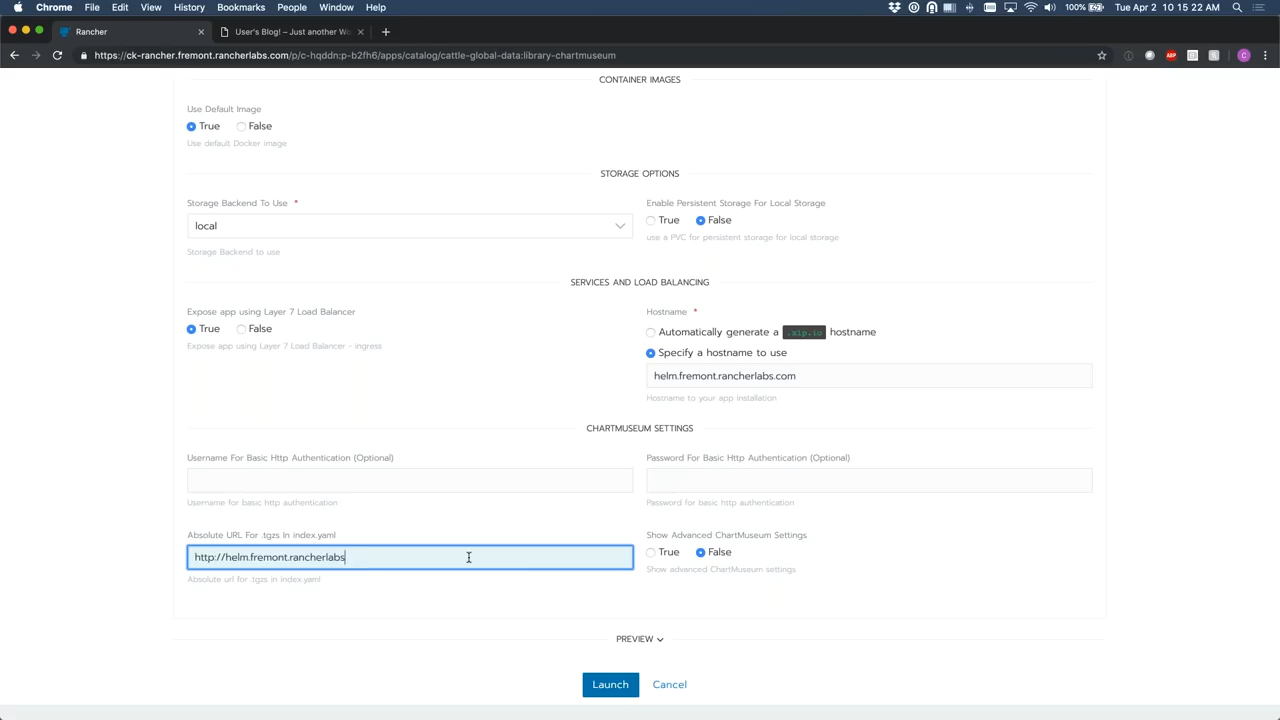 Chrome File Edit View History Bookmarks People Window Help 100% Tue Apr 2 10:15:22 AM
Rancher User's Blog! – Just another Wo
https://ck-rancher.fremont.rancherlabs.com/p/c-hqddn:p-b2fh6/apps/catalog/cattle-global-data:library-chartmuseum
ABP C
CONTAINER IMAGES
Use Default Image
True False
Use default Docker image
STORAGE OPTIONS
Storage Backend To Use * Enable Persistent Storage For Local Storage
local True False
Storage Backend to use use a PVC for persistent storage for local storage
SERVICES AND LOAD BALANCING
Expose app using Layer 7 Load Balancer Hostname *
True False Automatically generate a .xip.io hostname
Expose app using Layer 7 Load Balancer - ingress Specify a hostname to use
helm.fremont.rancherlabs.com
Hostname to your app installation
CHARTMUSEUM SETTINGS
Username For Basic Http Authentication (Optional) Password For Basic Http Authentication (Optional)
Username for basic http authentication Password for basic http authentication
Absolute URL For .tgzs In index.yaml Show Advanced ChartMuseum Settings
http://helm.fremont.rancherlabs True False
Absolute url for .tgzs in index.yaml Show advanced ChartMuseum settings
PREVIEW
Launch Cancel